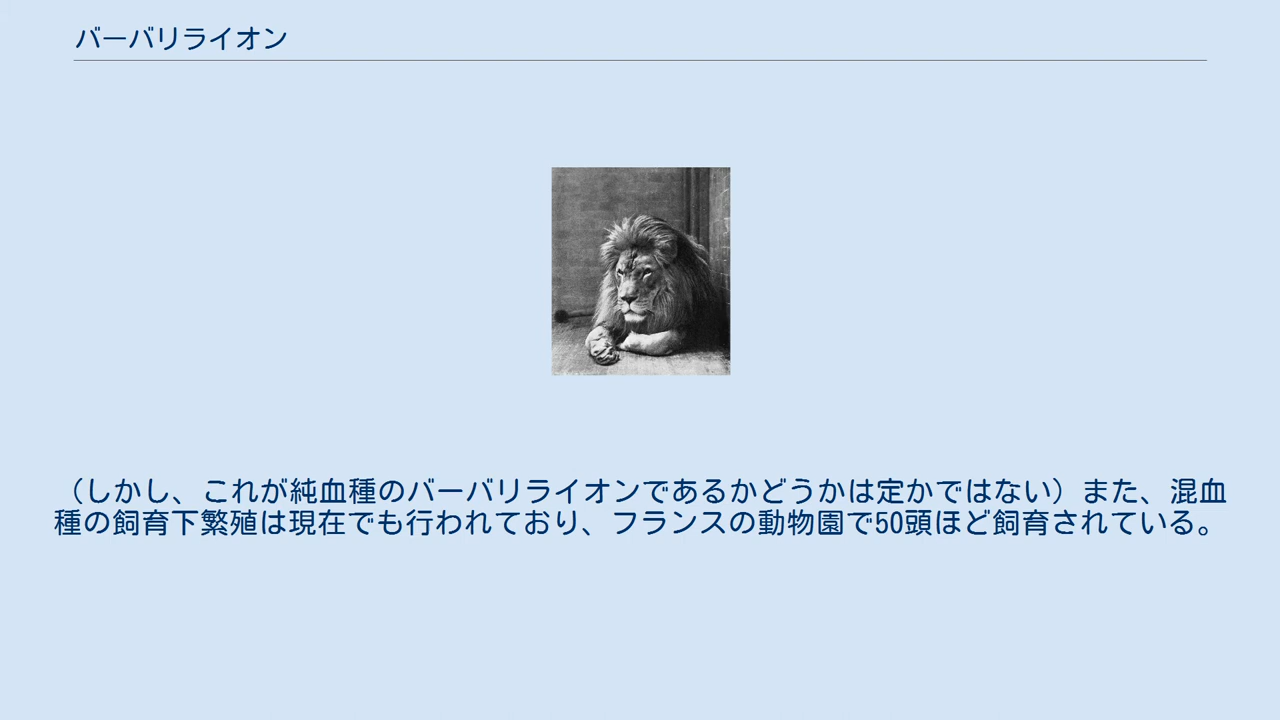 バーバリライオン
（しかし、これが純血種のバーバリライオンであるかどうかは定かではない）また、混血
種の飼育下繁殖は現在でも行われており、フランスの動物園で50頭ほど飼育されている。